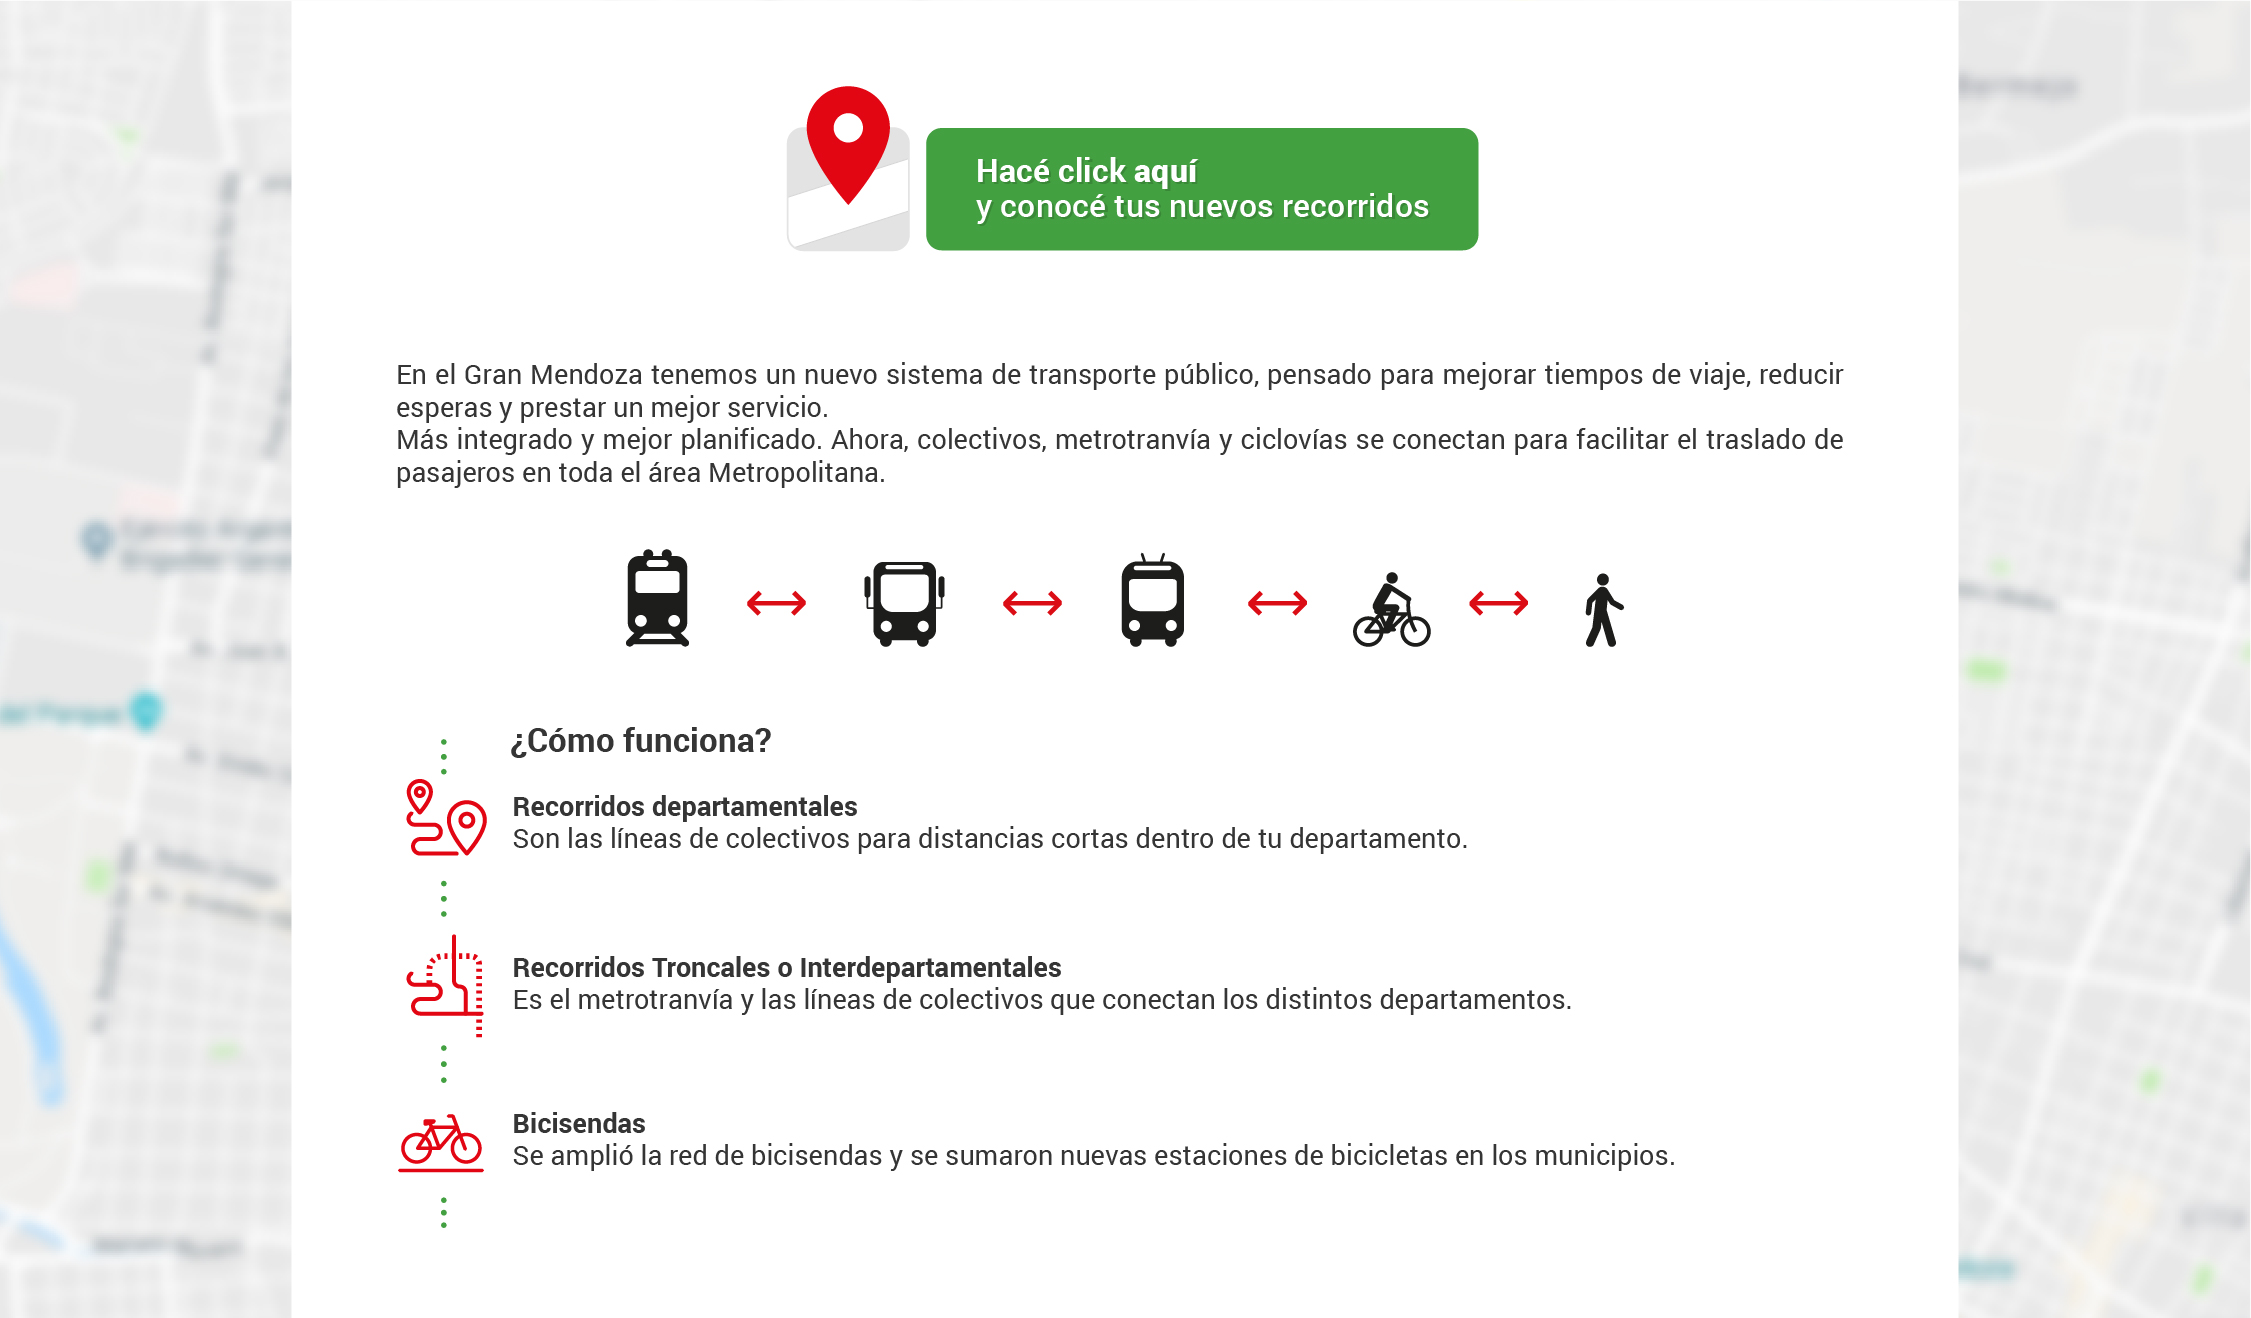 Hacé click aquí
y conocé tus nuevos recorridos
En el Gran Mendoza tenemos un nuevo sistema de transporte público, pensado para mejorar tiempos de viaje, reducir
esperas y prestar un mejor servicio.
Más integrado y mejor planificado. Ahora, colectivos, metrotranvía y ciclovías se conectan para facilitar el traslado de
pasajeros en toda el área Metropolitana.
¿Cómo funciona?
Recorridos departamentales
Son las líneas de colectivos para distancias cortas dentro de tu departamento.
Recorridos Troncales o Interdepartamentales
Es el metrotranvía y las líneas de colectivos que conectan los distintos departamentos.
Bicisendas
Se amplió la red de bicisendas y se sumaron nuevas estaciones de bicicletas en los municipios.